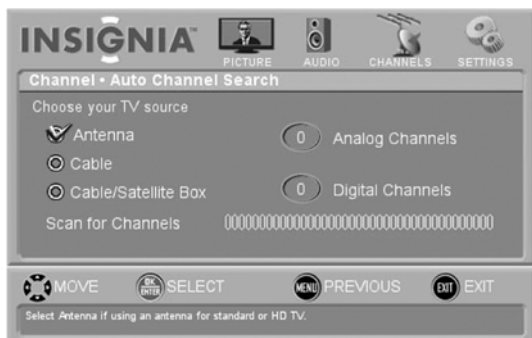 INSIGNIA™
PICTURE AUDIO CHANNELS SETTINGS
Channel • Auto Channel Search
Choose your TV source
Antenna
0 Analog Channels
Cable
Cable/Satellite Box
0 Digital Channels
Scan for Channels
MOVE OK ENTER SELECT MENU PREVIOUS EXIT EXIT
Select Antenna if using an antenna for standard or HD TV.